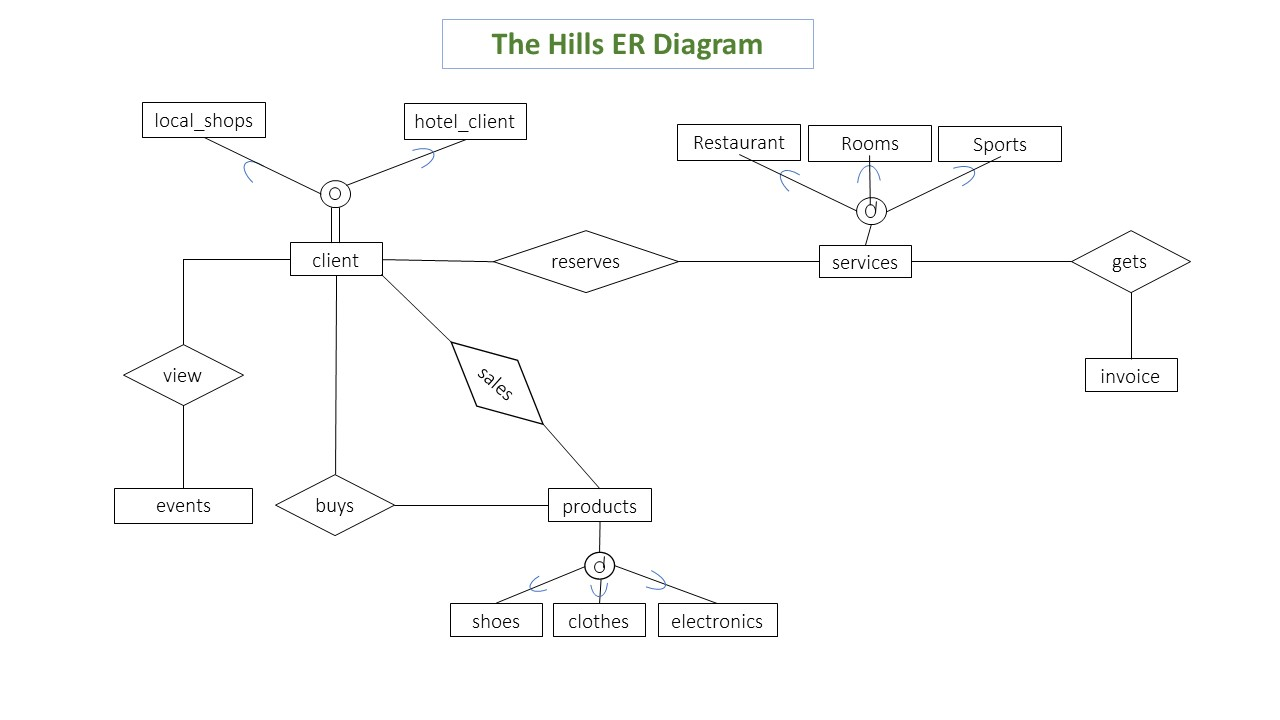 The Hills ER Diagram
local_shops
hotel_client
Restaurant
Rooms
Sports
O
d
client
reserves
services
gets
view
sales
invoice
events
buys
products
d
shoes
clothes
electronics